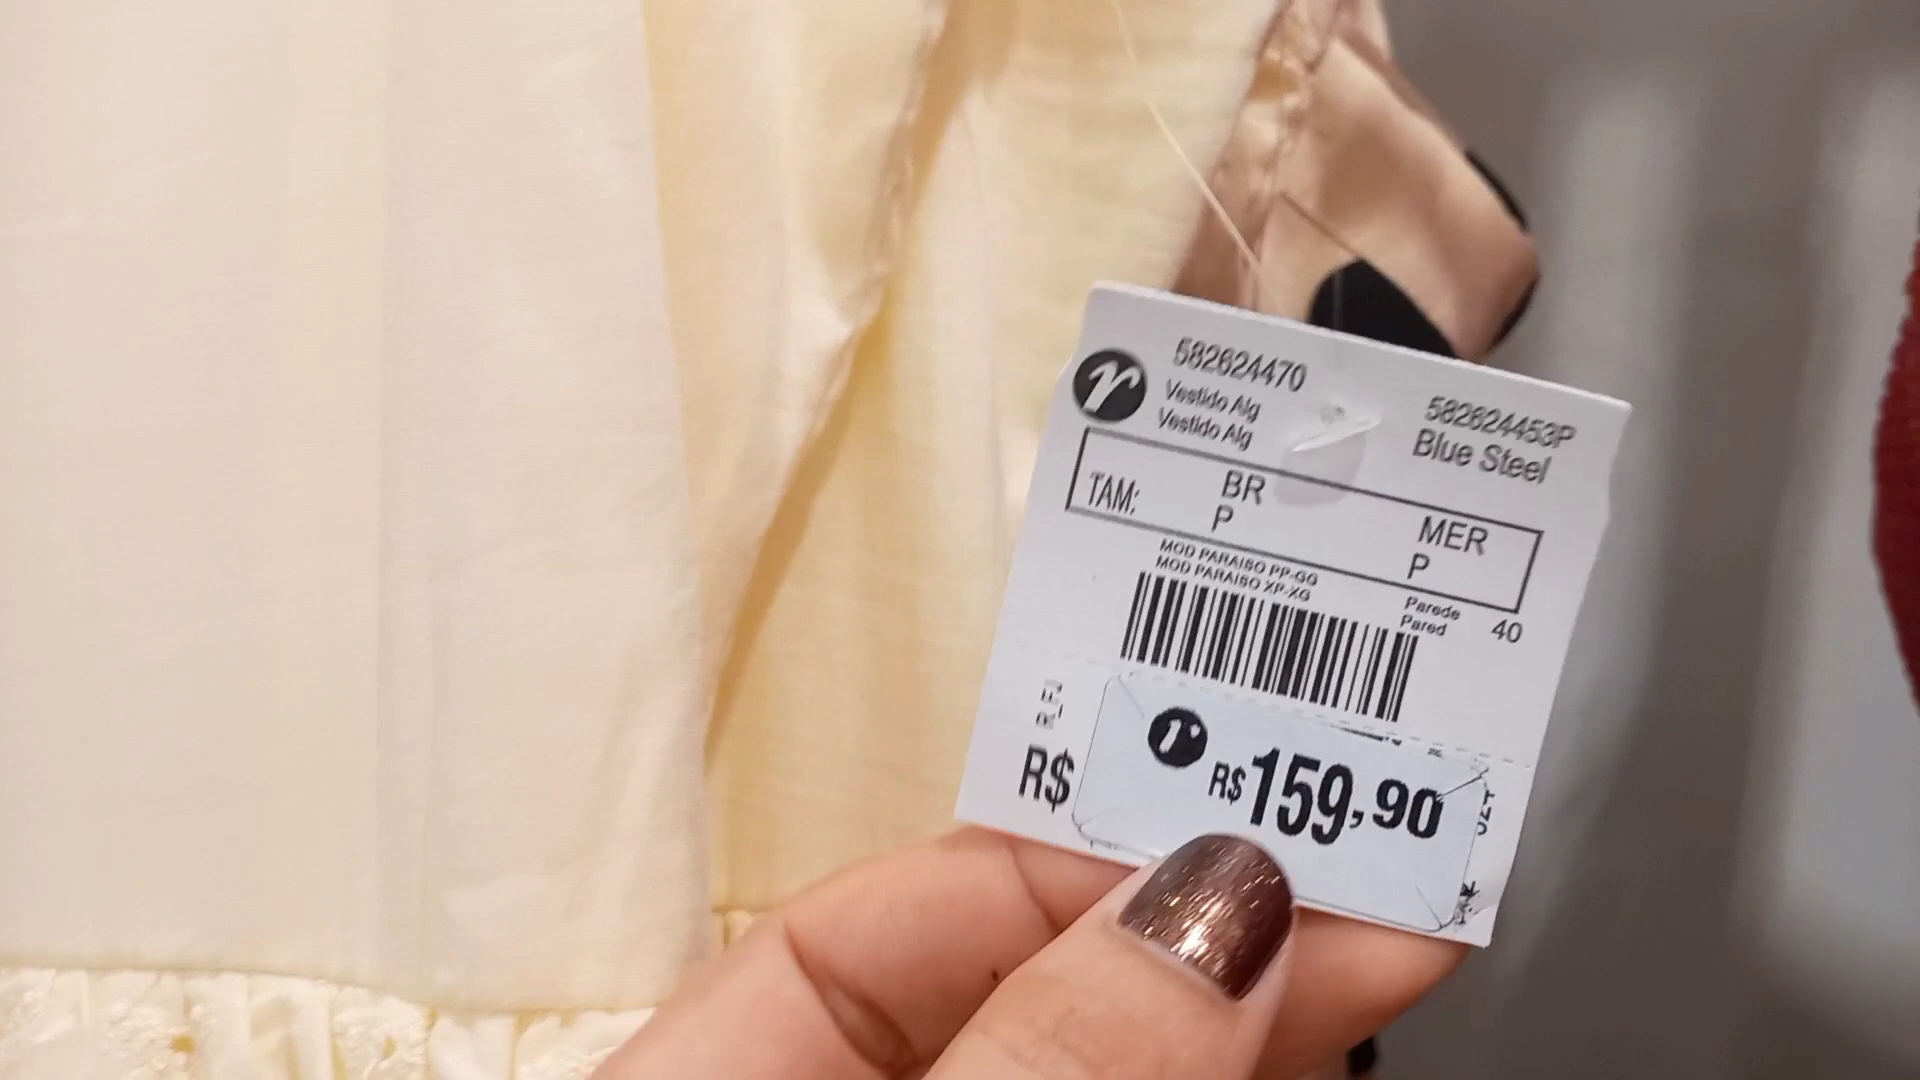 r
582624470
Vestido Alg
Vestido Alg
582624453P
Blue Steel
TAM: BR MER
P P
MOD PARAISO PP-GG
MOD PARAISO XP-XG
Parede
Pared
40
R$
r
R$159,90